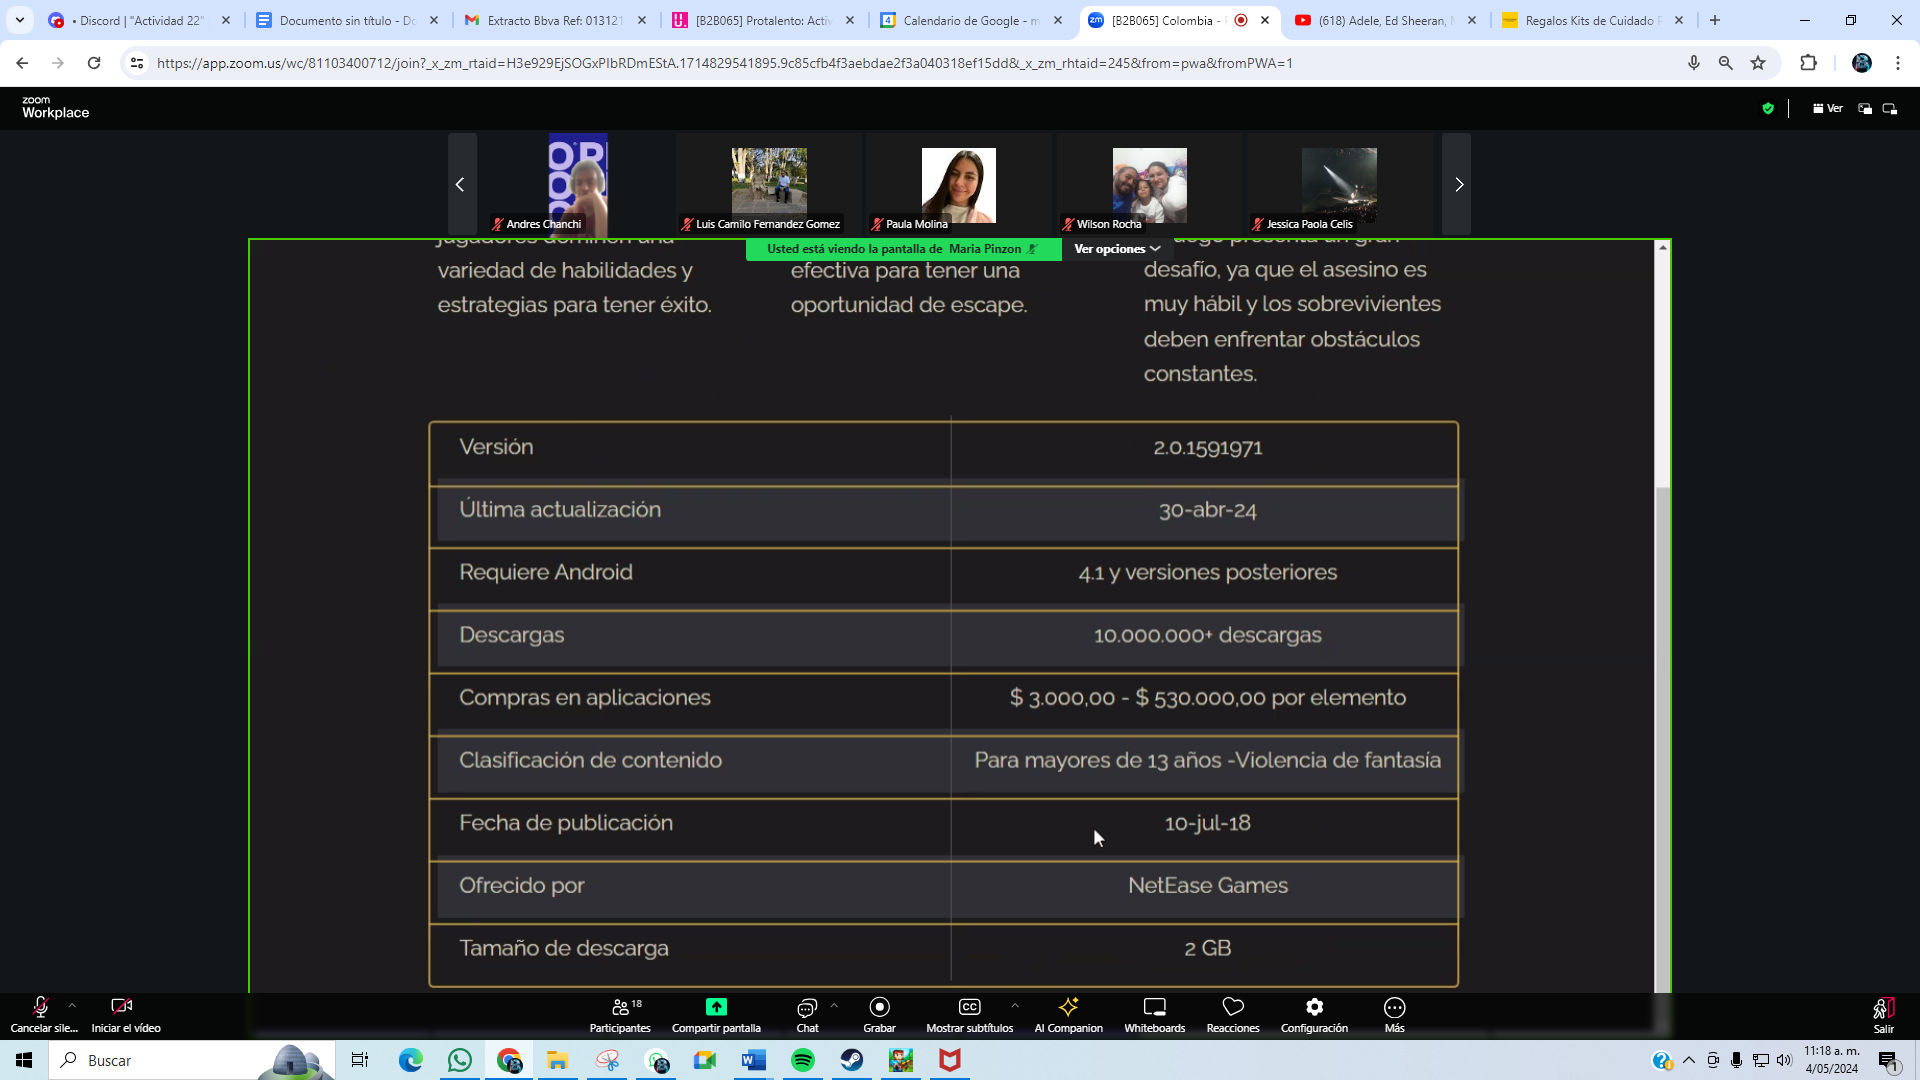 • Discord | "Actividad 22"
Documento sin título - Do
Extracto Bbva Ref: 013121
[B2B065] Protalento: Activ
Calendario de Google - m
[B2B065] Colombia -
(618) Adele, Ed Sheeran,
Regalos Kits de Cuidado
https://app.zoom.us/wc/81103400712/join?_x_zm_rtaid=H3e929EjSOGxPIbRDmEStA.1714829541895.9c85cfb4f3aebdae2f3a040318ef15dd&_x_zm_rhtaid=245&from=pwa&fromPWA=1
zoom
Workplace
Ver
Andres Chanchi
Luis Camilo Fernandez Gomez
Paula Molina
Wilson Rocha
Jessica Paola Celis
Usted está viendo la pantalla de Maria Pinzon
Ver opciones
jugadores dominen una
variedad de habilidades y
estrategias para tener éxito.
efectiva para tener una
oportunidad de escape.
juego presenta un gran
desafío, ya que el asesino es
muy hábil y los sobrevivientes
deben enfrentar obstáculos
constantes.
Versión 2.0.1591971
Última actualización 30-abr-24
Requiere Android 4.1 y versiones posteriores
Descargas 10.000.000+ descargas
Compras en aplicaciones $ 3.000,00 - $ 530.000,00 por elemento
Clasificación de contenido Para mayores de 13 años -Violencia de fantasía
Fecha de publicación 10-jul-18
Ofrecido por NetEase Games
Tamaño de descarga 2 GB
Cancelar sile...
Iniciar el vídeo
18
Participantes
Compartir pantalla
Chat
Grabar
CC
Mostrar subtítulos
AI Companion
Whiteboards
Reacciones
Configuración
Más
Salir
Buscar
11:18 a. m.
4/05/2024
1